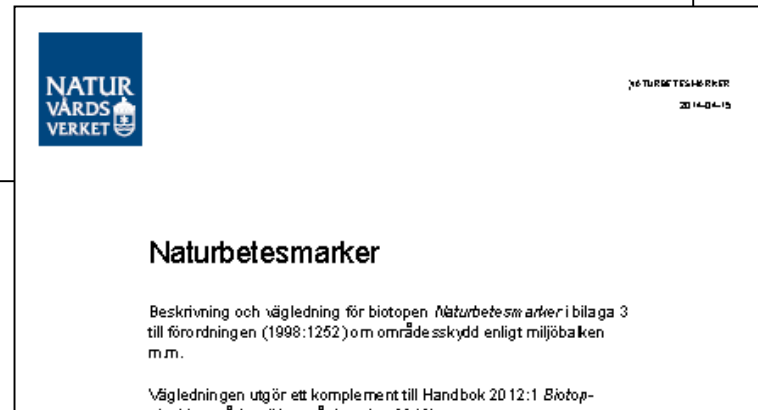 NATUR
VÅRDS
VERKET
NATURBETESMARKER
2014-04-15
Naturbetesmarker
Beskrivning och vägledning för biotopen Naturbetesmarker i bilaga 3
till förordningen (1998:1252) om områdesskydd enligt miljöbalken
m.m.
Vägledningen utgör ett komplement till Handbok 2012:1 Biotop-